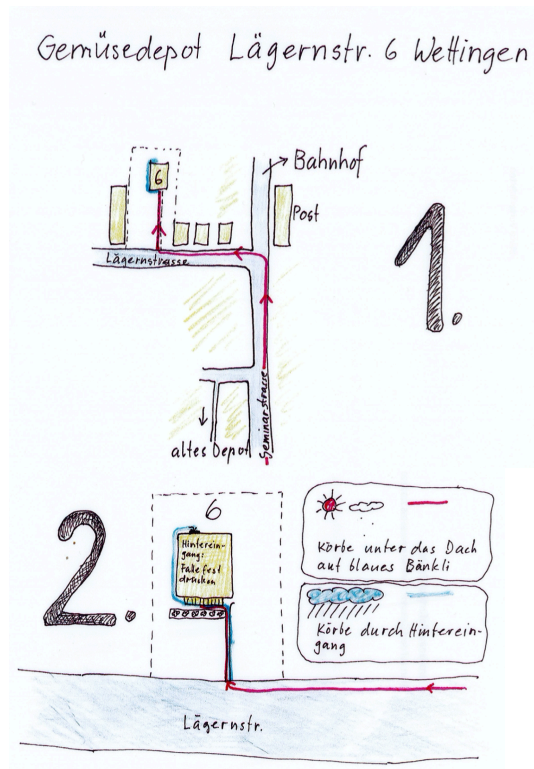 Gemüsedepot Lägernstr. 6 Wettingen
Bahnhof
6
Post
Lägernstrasse
1.
Seminarstrasse
altes Depot
2.
6
Hinterein-
gang:
Falle fest
drücken
Körbe unter das Dach
auf blaues Bänkli
Körbe durch Hinterein-
gang
Lägernstr.